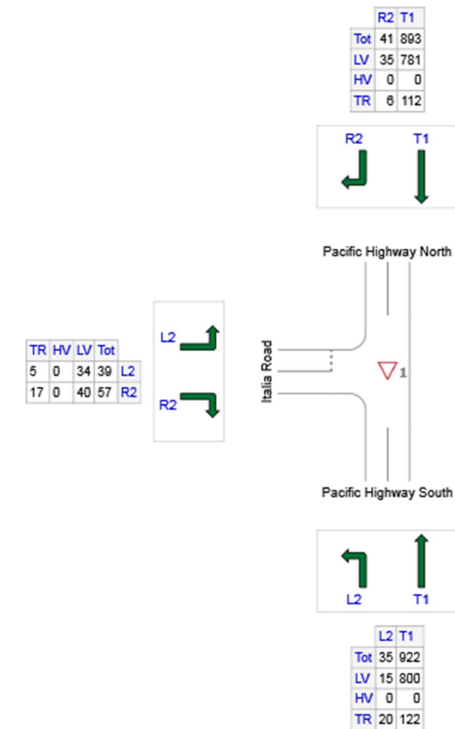 R2 T1
Tot 41 893
LV 35 781
HV 0 0
TR 6 112
R2 T1
Pacific Highway North
TR HV LV Tot
5 0 34 39 L2
17 0 40 57 R2
L2
R2
Italia Road
1
Pacific Highway South
L2 T1
L2 T1
Tot 35 922
LV 15 800
HV 0 0
TR 20 122